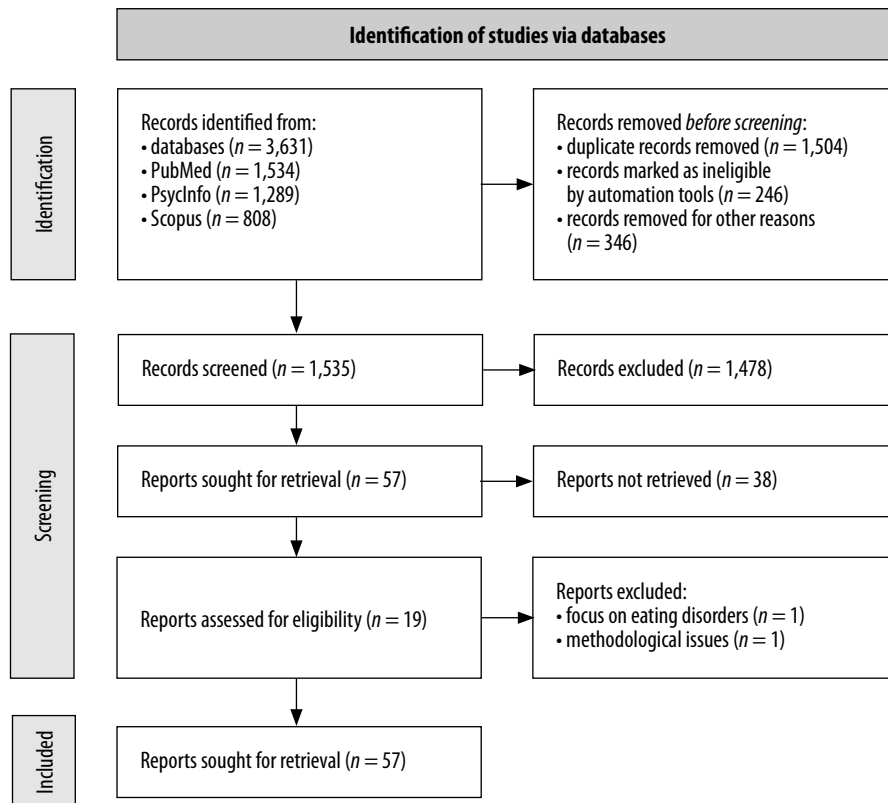 Identification of studies via databases
Identification
Records identified from:
• databases (n = 3,631)
• PubMed (n = 1,534)
• PsycInfo (n = 1,289)
• Scopus (n = 808)
Records removed before screening:
• duplicate records removed (n = 1,504)
• records marked as ineligible
by automation tools (n = 246)
• records removed for other reasons
(n = 346)
Screening
Records screened (n = 1,535)
Records excluded (n = 1,478)
Reports sought for retrieval (n = 57)
Reports not retrieved (n = 38)
Reports assessed for eligibility (n = 19)
Reports excluded:
• focus on eating disorders (n = 1)
• methodological issues (n = 1)
Included
Reports sought for retrieval (n = 57)